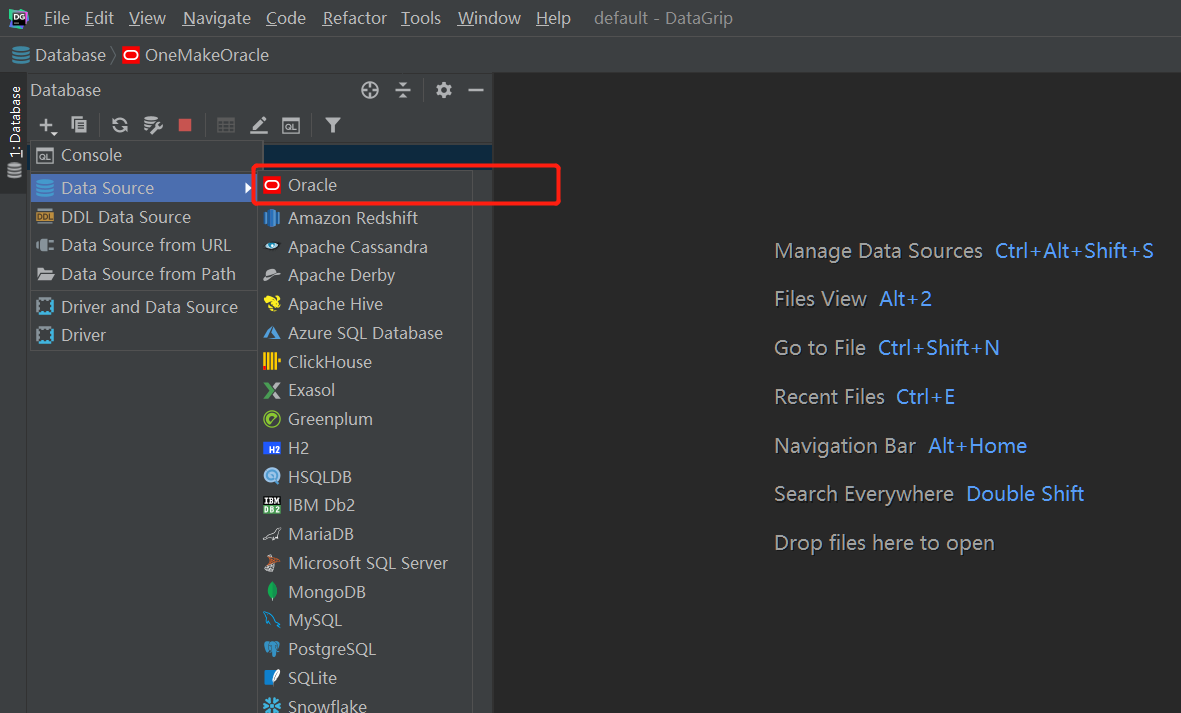 DG File Edit View Navigate Code Refactor Tools Window Help default - DataGrip
Database OneMakeOracle
1: Database
Database
QL
QL Console
Data Source
DDL DDL Data Source
Data Source from URL
Data Source from Path
Driver and Data Source
Driver
Oracle
Amazon Redshift
Apache Cassandra
Apache Derby
Apache Hive
Azure SQL Database
ClickHouse
Exasol
Greenplum
H2 H2
HSQLDB
IBM DB2 IBM Db2
MariaDB
Microsoft SQL Server
MongoDB
MySQL
PostgreSQL
SQLite
Snowflake
Manage Data Sources Ctrl+Alt+Shift+S
Files View Alt+2
Go to File Ctrl+Shift+N
Recent Files Ctrl+E
Navigation Bar Alt+Home
Search Everywhere Double Shift
Drop files here to open